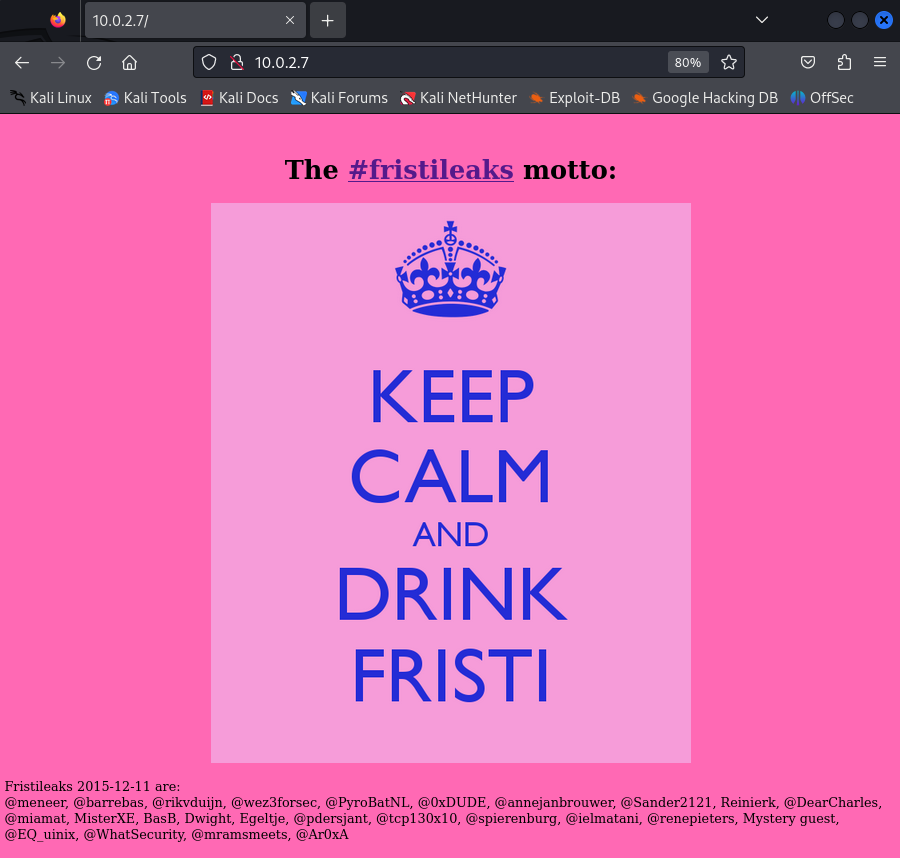 10.0.2.7/
10.0.2.7
80%
Kali Linux Kali Tools Kali Docs Kali Forums Kali NetHunter Exploit-DB Google Hacking DB OffSec
The #fristileaks motto:
KEEP
CALM
AND
DRINK
FRISTI
Fristileaks 2015-12-11 are:
@meneer, @barrebas, @rikvduijn, @wez3forsec, @PyroBatNL, @0xDUDE, @annejanbrouwer, @Sander2121, Reinierk, @DearCharles,
@miamat, MisterXE, BasB, Dwight, Egeltje, @pdersjant, @tcp130x10, @spierenburg, @ielmatani, @renepieters, Mystery guest,
@EQ_uinix, @WhatSecurity, @mramsmeets, @Ar0xA